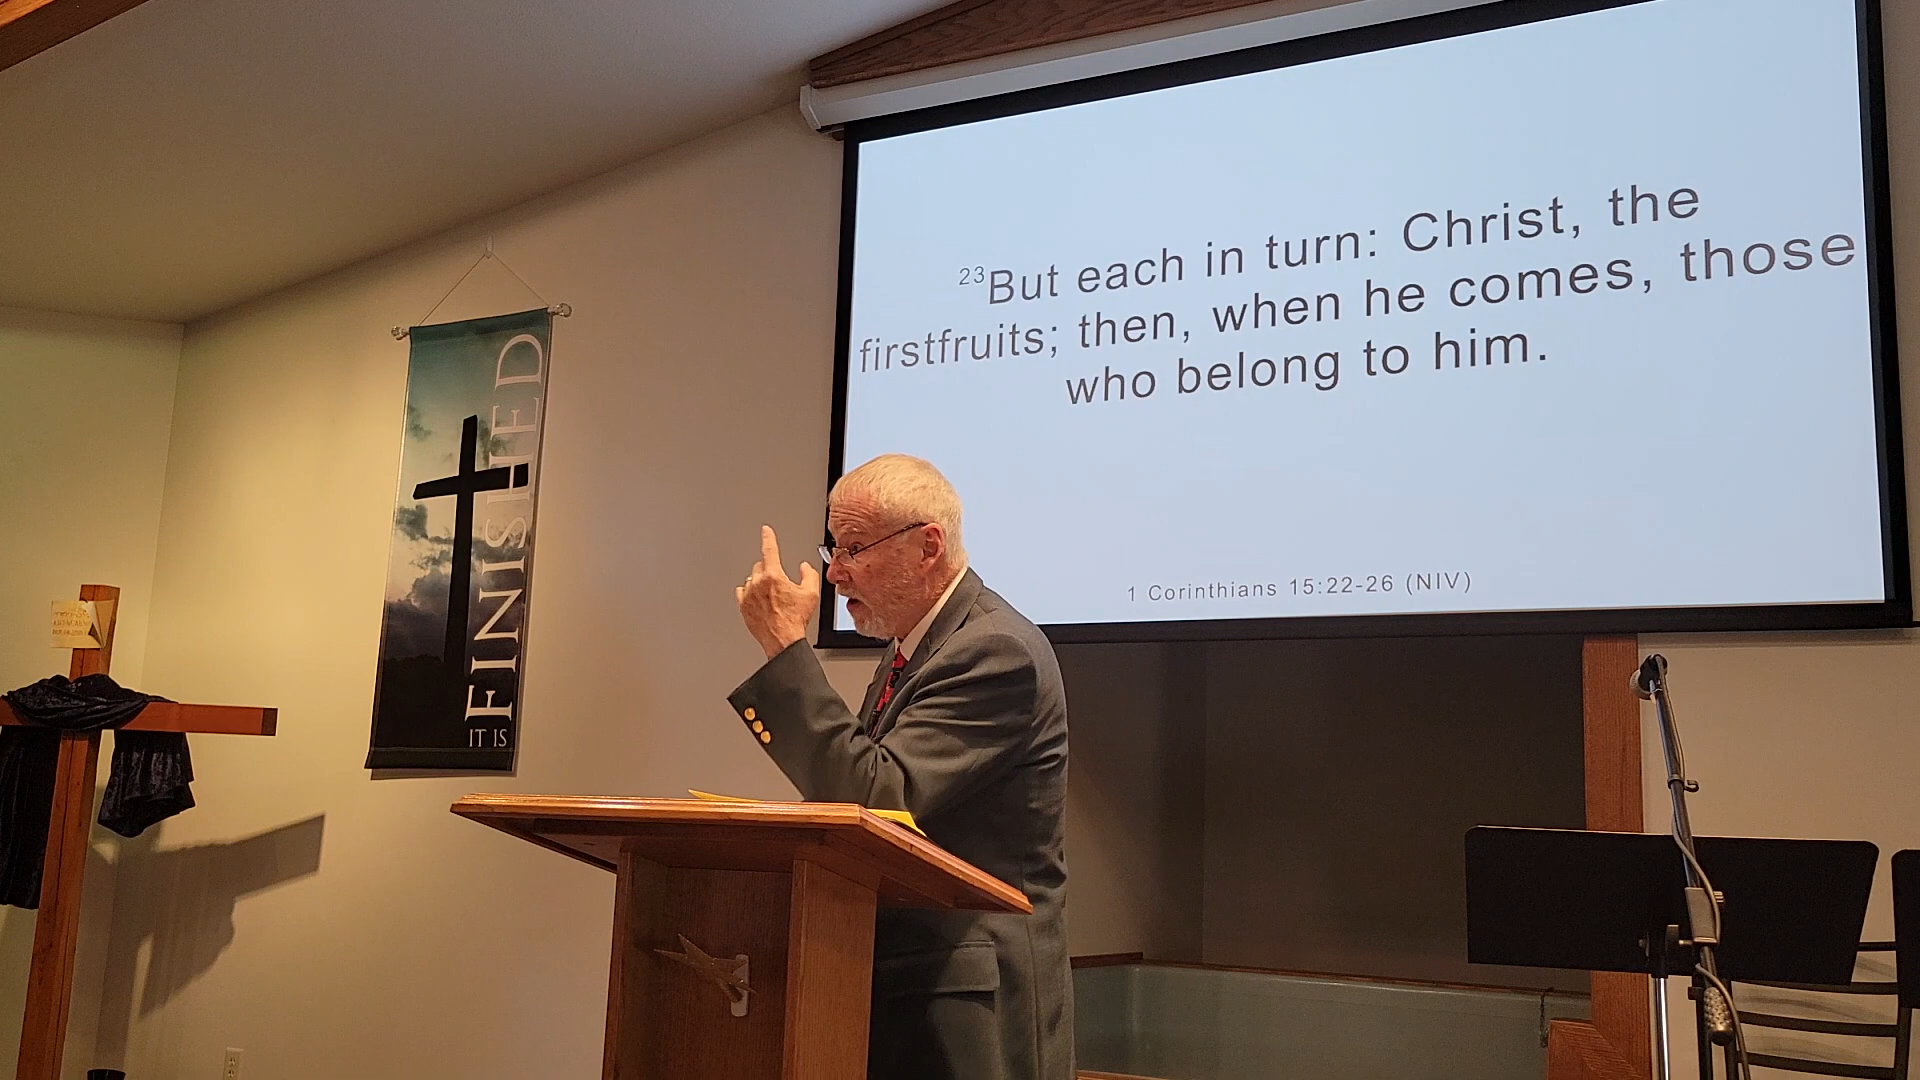 ²³But each in turn: Christ, the
firstfruits; then, when he comes, those
who belong to him.
1 Corinthians 15:22-26 (NIV)
IT IS
FINISHED